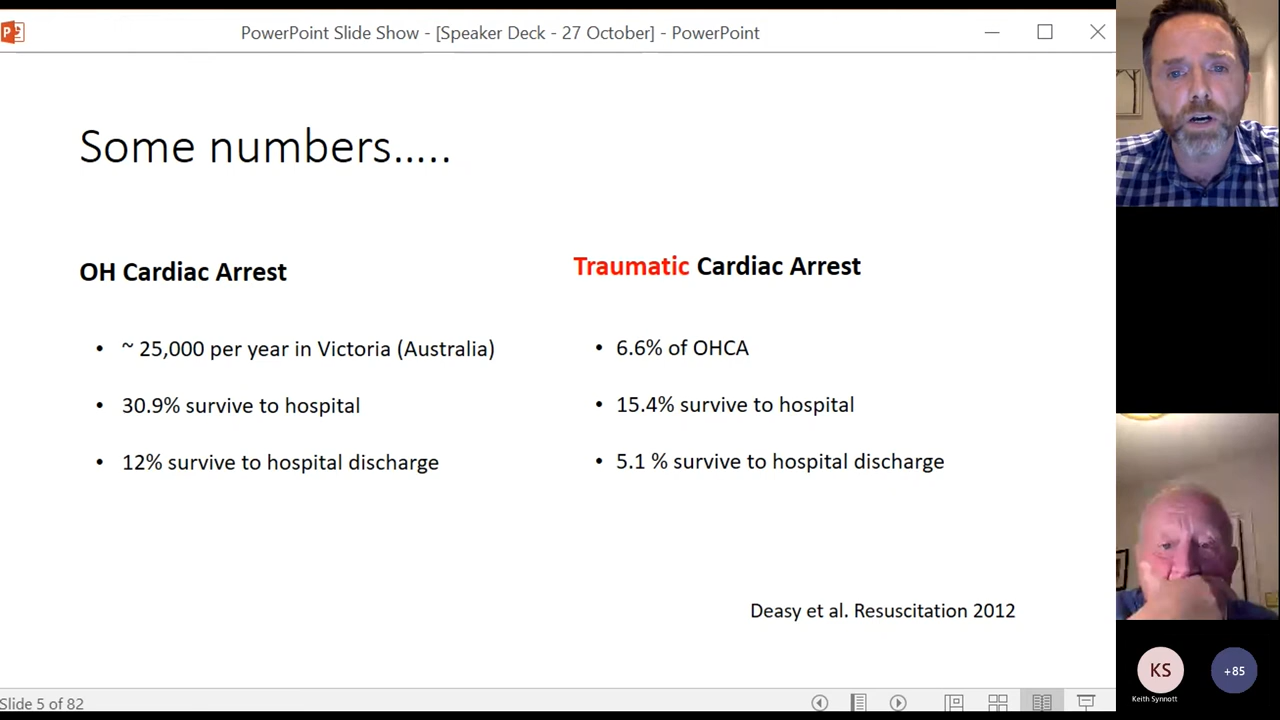 PowerPoint Slide Show - [Speaker Deck - 27 October] - PowerPoint
Some numbers.....
OH Cardiac Arrest
• ~ 25,000 per year in Victoria (Australia)
• 30.9% survive to hospital
• 12% survive to hospital discharge
Traumatic Cardiac Arrest
• 6.6% of OHCA
• 15.4% survive to hospital
• 5.1 % survive to hospital discharge
Deasy et al. Resuscitation 2012
KS
Keith Synnott
+85
Slide 5 of 82